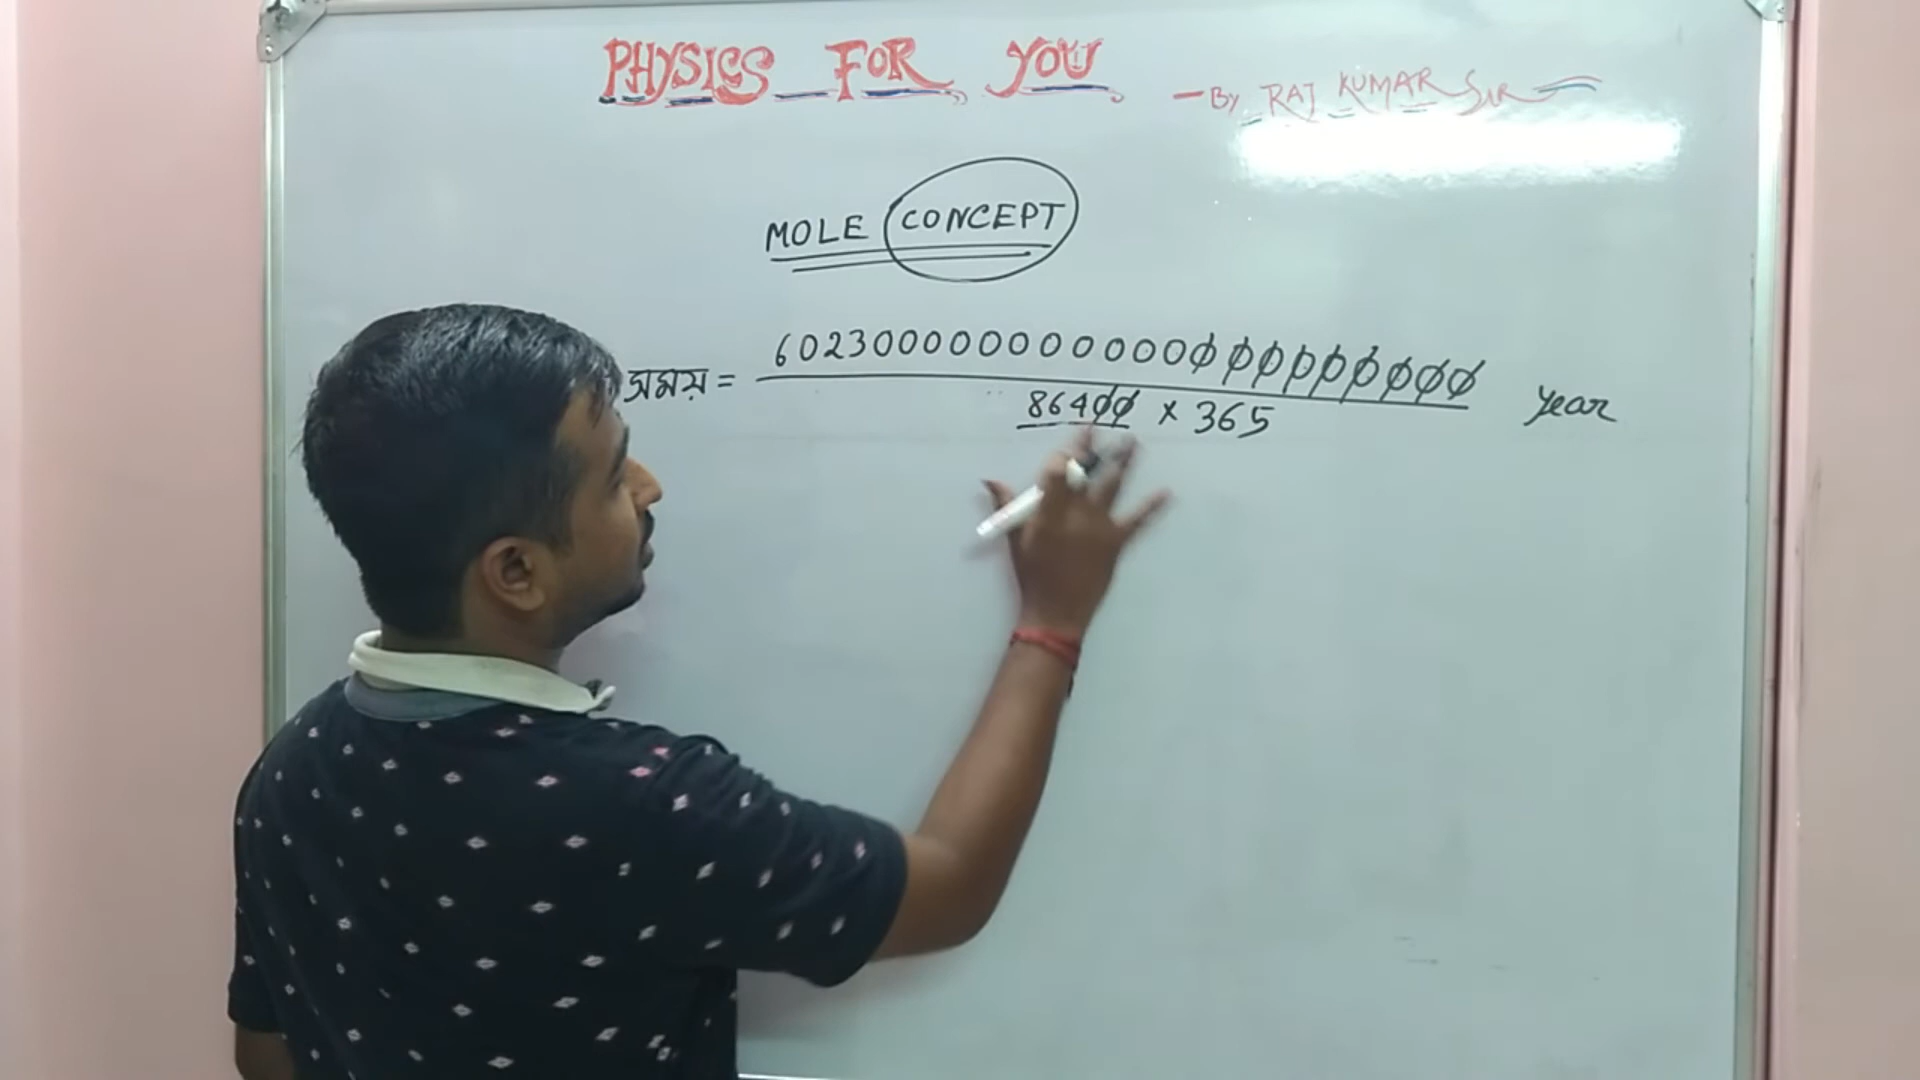 PHYSICS FOR YOU
- By RAJ KUMAR SIR
MOLE CONCEPT
সময় = 602300000000000000000000 year
86400 × 365